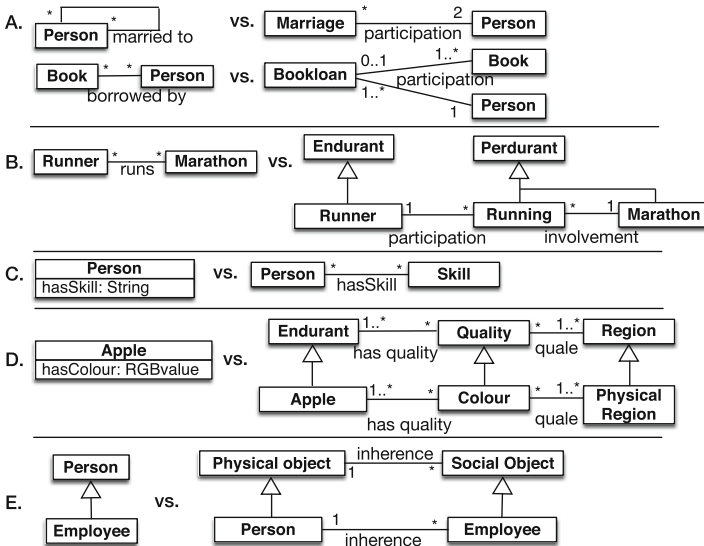 A.
*
*
Person
married to
vs.
Marriage
*
2
Person
participation
Book
*
*
Person
borrowed by
vs.
Bookloan
0..1
1..*
Book
participation
1..*
1
Person
B.
Runner
*
*
Marathon
runs
vs.
Endurant
Perdurant
Runner
1
*
Running
*
1
Marathon
participation
involvement
C.
Person
hasSkill: String
vs.
Person
*
*
Skill
hasSkill
D.
Apple
hasColour: RGBvalue
vs.
Endurant
1..*
*
Quality
*
1..*
Region
has quality
quale
Apple
1..*
*
Colour
*
1..*
Physical
Region
has quality
quale
E.
Person
Employee
vs.
Physical object
inherence
1
*
Social Object
Person
1
*
Employee
inherence